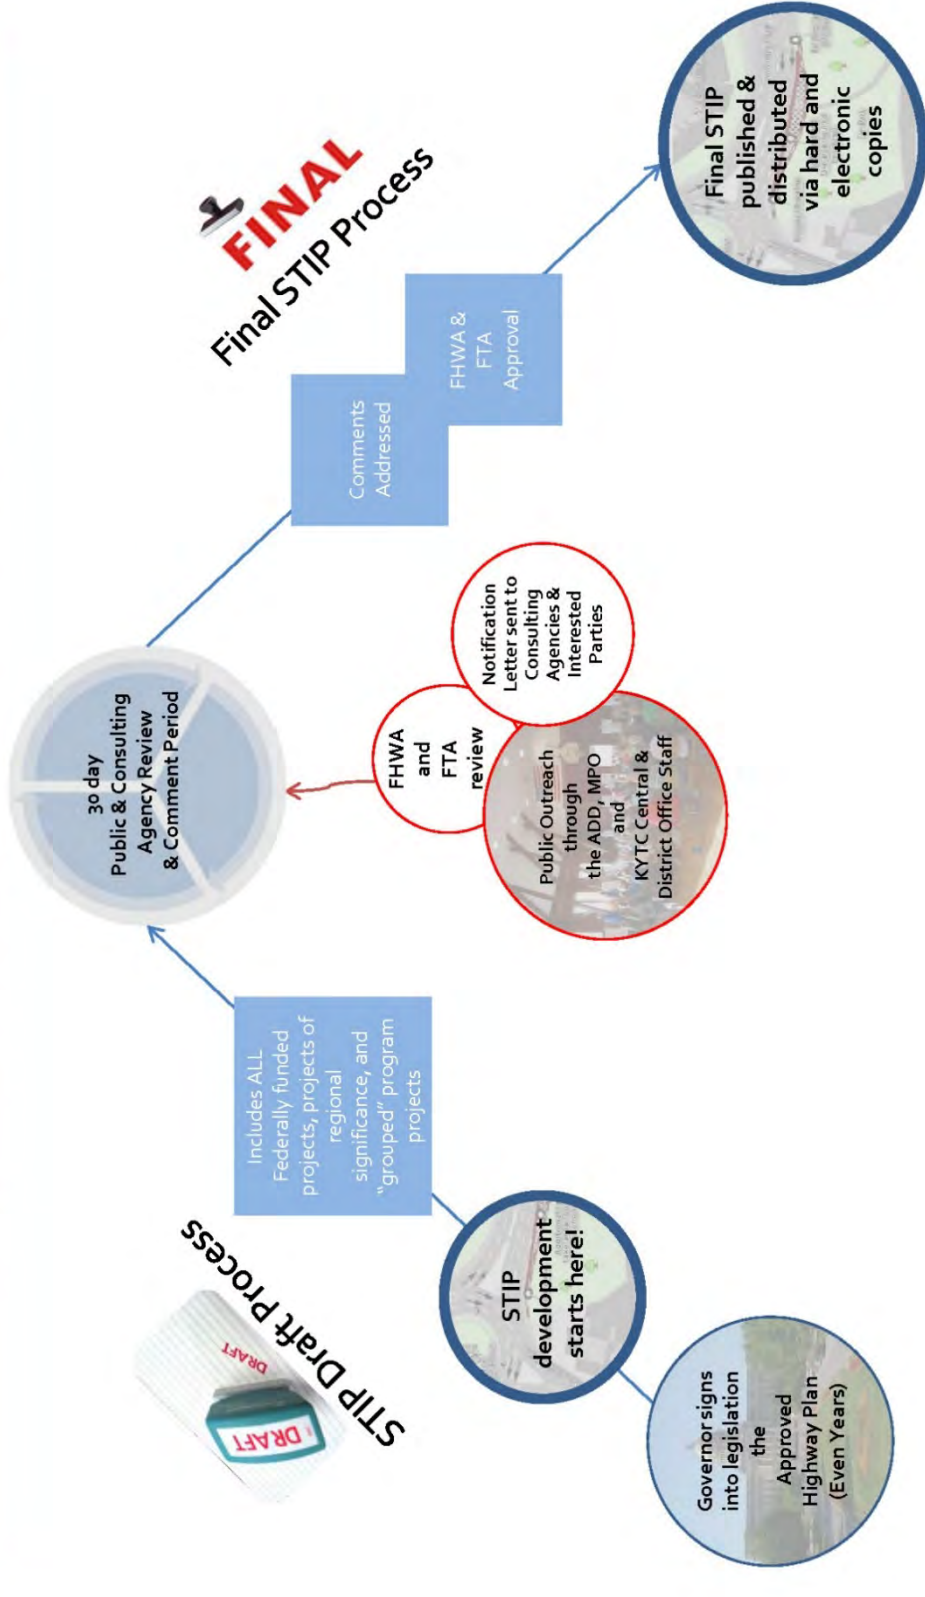 DRAFT
DRAFT
STIP Draft Process
Governor signs
into legislation
the
Approved
Highway Plan
(Even Years)
STIP
development
starts here!
Includes ALL
Federally funded
projects, projects of
regional
significance, and
“grouped” program
projects
30 day
Public & Consulting
Agency Review
& Comment Period
FHWA
and
FTA
review
Notification
Letter sent to
Consulting
Agencies &
Interested
Parties
Public Outreach
through
the ADD, MPO
and
KYTC Central &
District Office Staff
Comments
Addressed
FHWA &
FTA
Approval
FINAL
Final STIP Process
Final STIP
published &
distributed
via hard and
electronic
copies